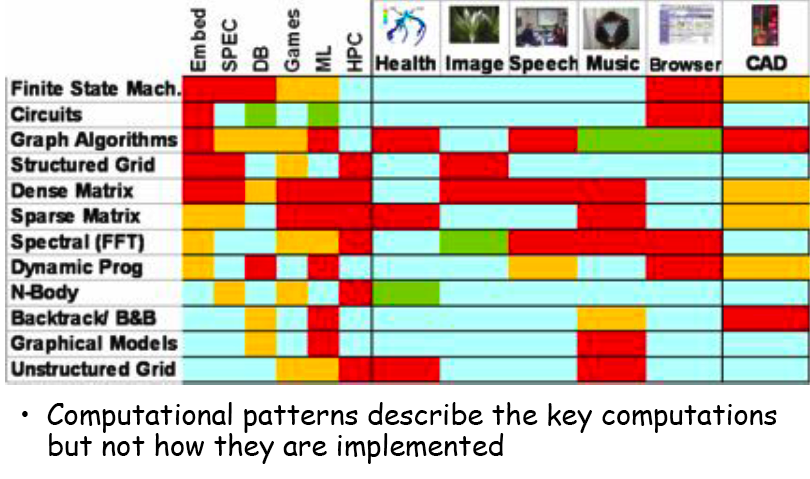 Embed SPEC DB Games ML HPC Health Image Speech Music Browser CAD
Finite State Mach.
Circuits
Graph Algorithms
Structured Grid
Dense Matrix
Sparse Matrix
Spectral (FFT)
Dynamic Prog
N-Body
Backtrack/ B&B
Graphical Models
Unstructured Grid
• Computational patterns describe the key computations
but not how they are implemented